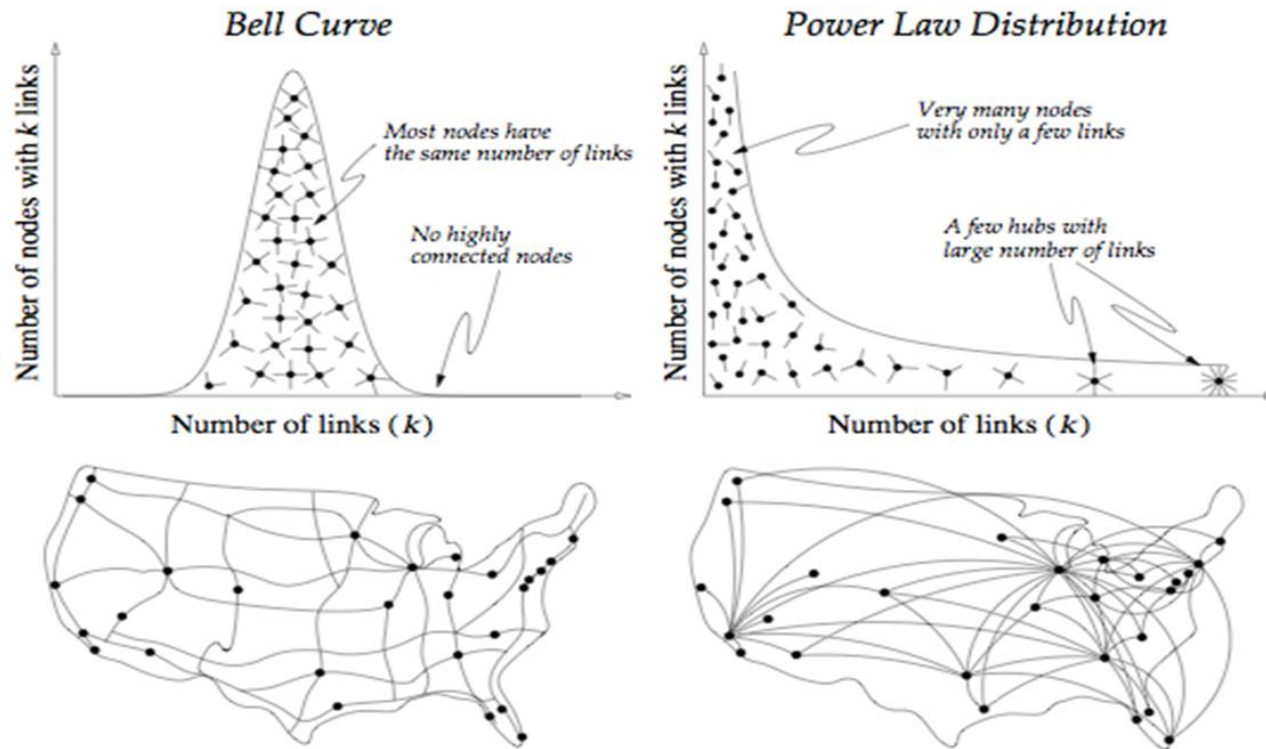 Bell Curve
Number of nodes with k links
Most nodes have
the same number of links
No highly
connected nodes
Number of links (k)
Power Law Distribution
Number of nodes with k links
Very many nodes
with only a few links
A few hubs with
large number of links
Number of links (k)